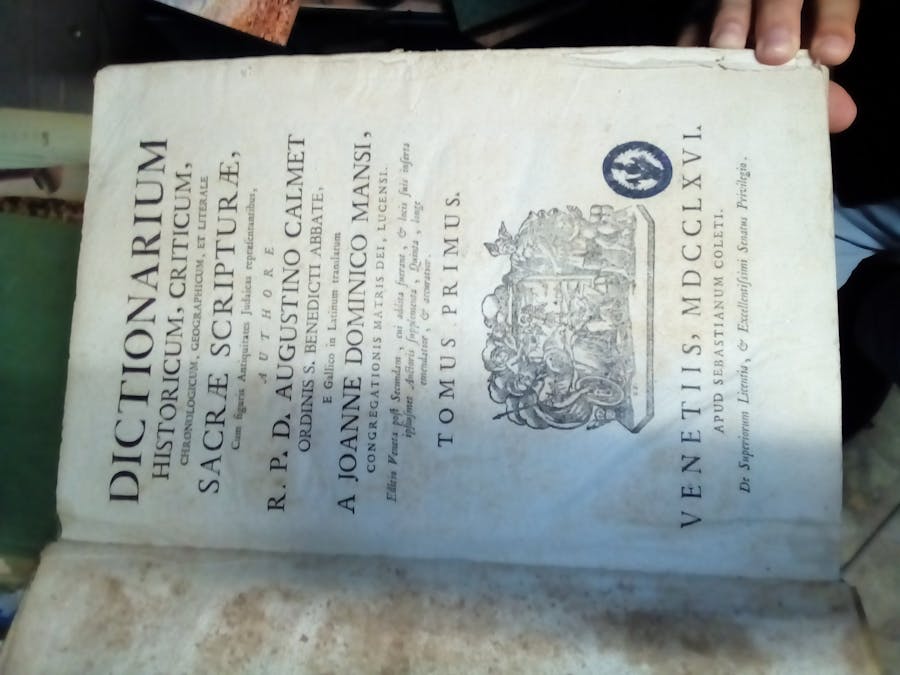 DICTIONARIUM
HISTORICUM, CRITICUM,
CHRONOLOGICUM, GEOGRAPHICUM, ET LITERALE
SACRÆ SCRIPTURÆ,
Cum figuris Antiquitates Judaicas repræsentantibus,
AUTHORE
R. P. D. AUGUSTINO CALMET
ORDINIS S. BENEDICTI ABBATE,
E Gallico in Latinum translatum
A JOANNE DOMINICO MANSI,
CONGREGATIONIS MATRIS DEI, LUCENSI.
Editio Veneta post Secundam, cui addita fuerant, & locis suis inserta
ipsiusmet Auctoris supplementa, Quinta, longe
emendatior, & accuratior.
TOMUS PRIMUS.
VENETIIS, MDCCLXVI.
APUD SEBASTIANUM COLETI.
De Superiorum Licentia, & Excellentissimi Senatus Privilegio.